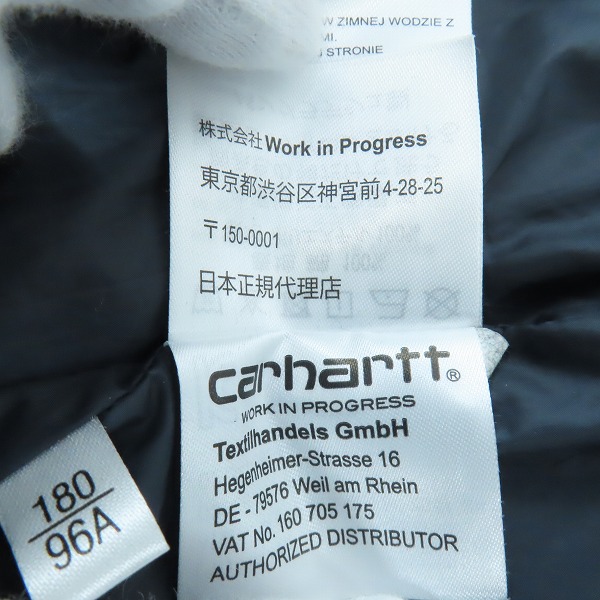 W ZIMNEJ WODZIE Z
MI.
STRONIE
株式会社Work in Progress
東京都渋谷区神宮前4-28-25
〒150-0001
日本正規代理店
carhartt®
WORK IN PROGRESS
Textilhandels GmbH
Hegenheimer-Strasse 16
DE - 79576 Weil am Rhein
VAT No. 160 705 175
AUTHORIZED DISTRIBUTOR
180
96A